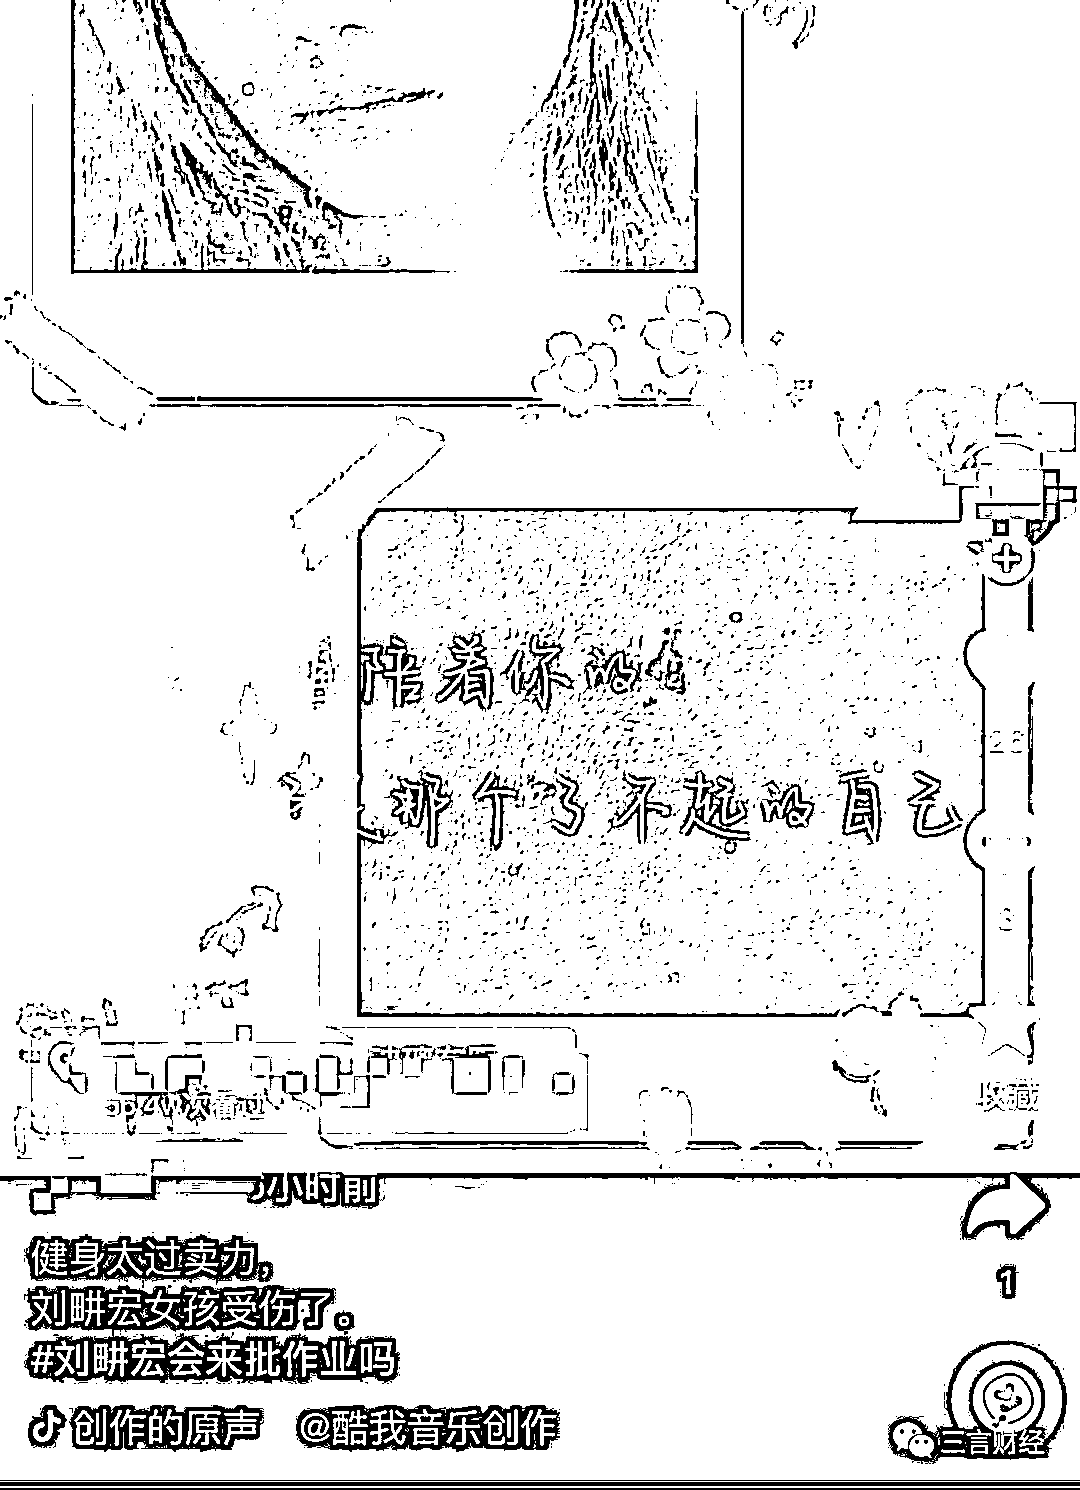 陪着你的
那个了不起的自己
26
3
收藏
小时前
健身太过卖力,
刘畊宏女孩受伤了。
#刘畊宏会来批作业吗
1
创作的原声 @酷我音乐创作
三言财经